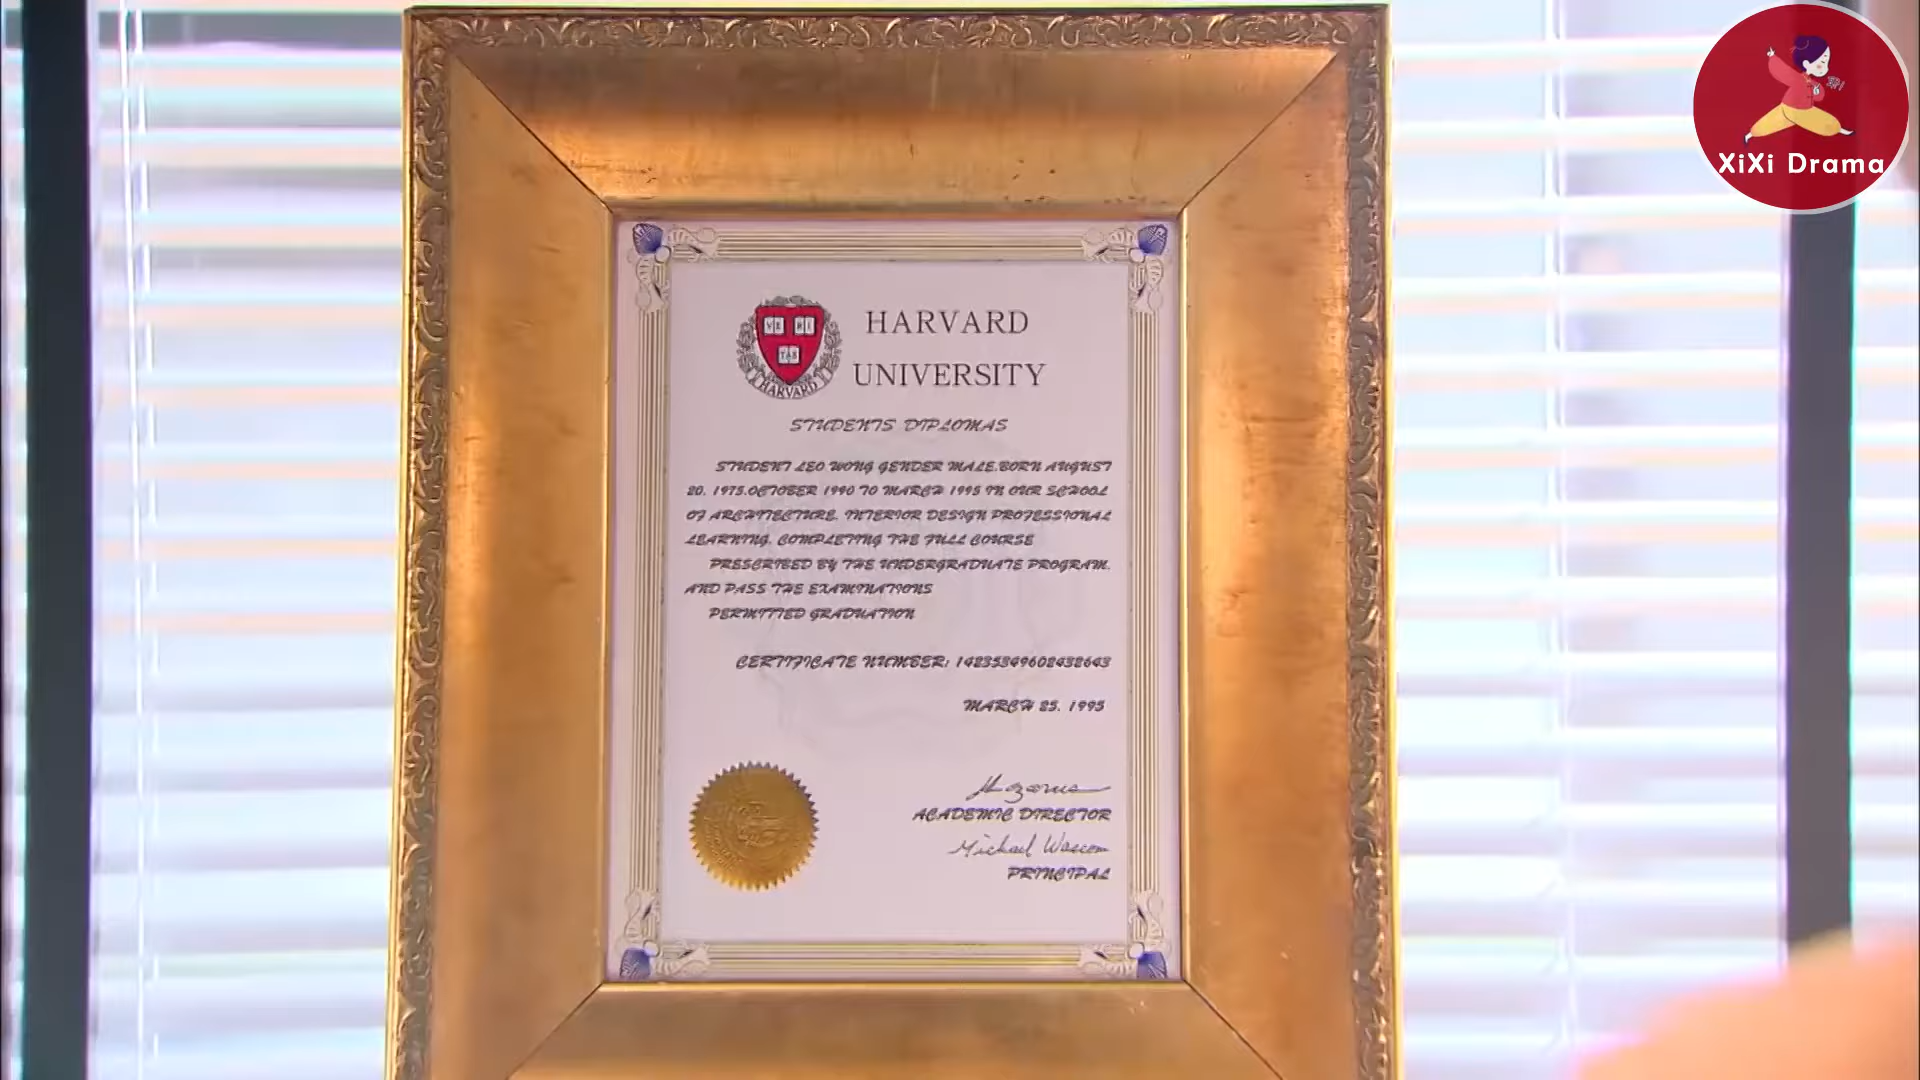 XiXi Drama
VE RI
TAS
HARVARD
HARVARD
UNIVERSITY
STUDENTS DIPLOMAS
STUDENT LEO WONG GENDER MALE.BORN AUGUST
20, 1975.OCTOBER 1990 TO MARCH 1995 IN OUR SCHOOL
OF ARCHITECTURE, INTERIOR DESIGN PROFESSIONAL
LEARNING, COMPLETING THE FULL COURSE
PRESCRIBED BY THE UNDERGRADUATE PROGRAM,
AND PASS THE EXAMINATIONS
PERMITTED GRADUATION
CERTIFICATE NUMBER: 14235349602432643
MARCH 25, 1995
ACADEMIC DIRECTOR
Michael
PRINCIPAL